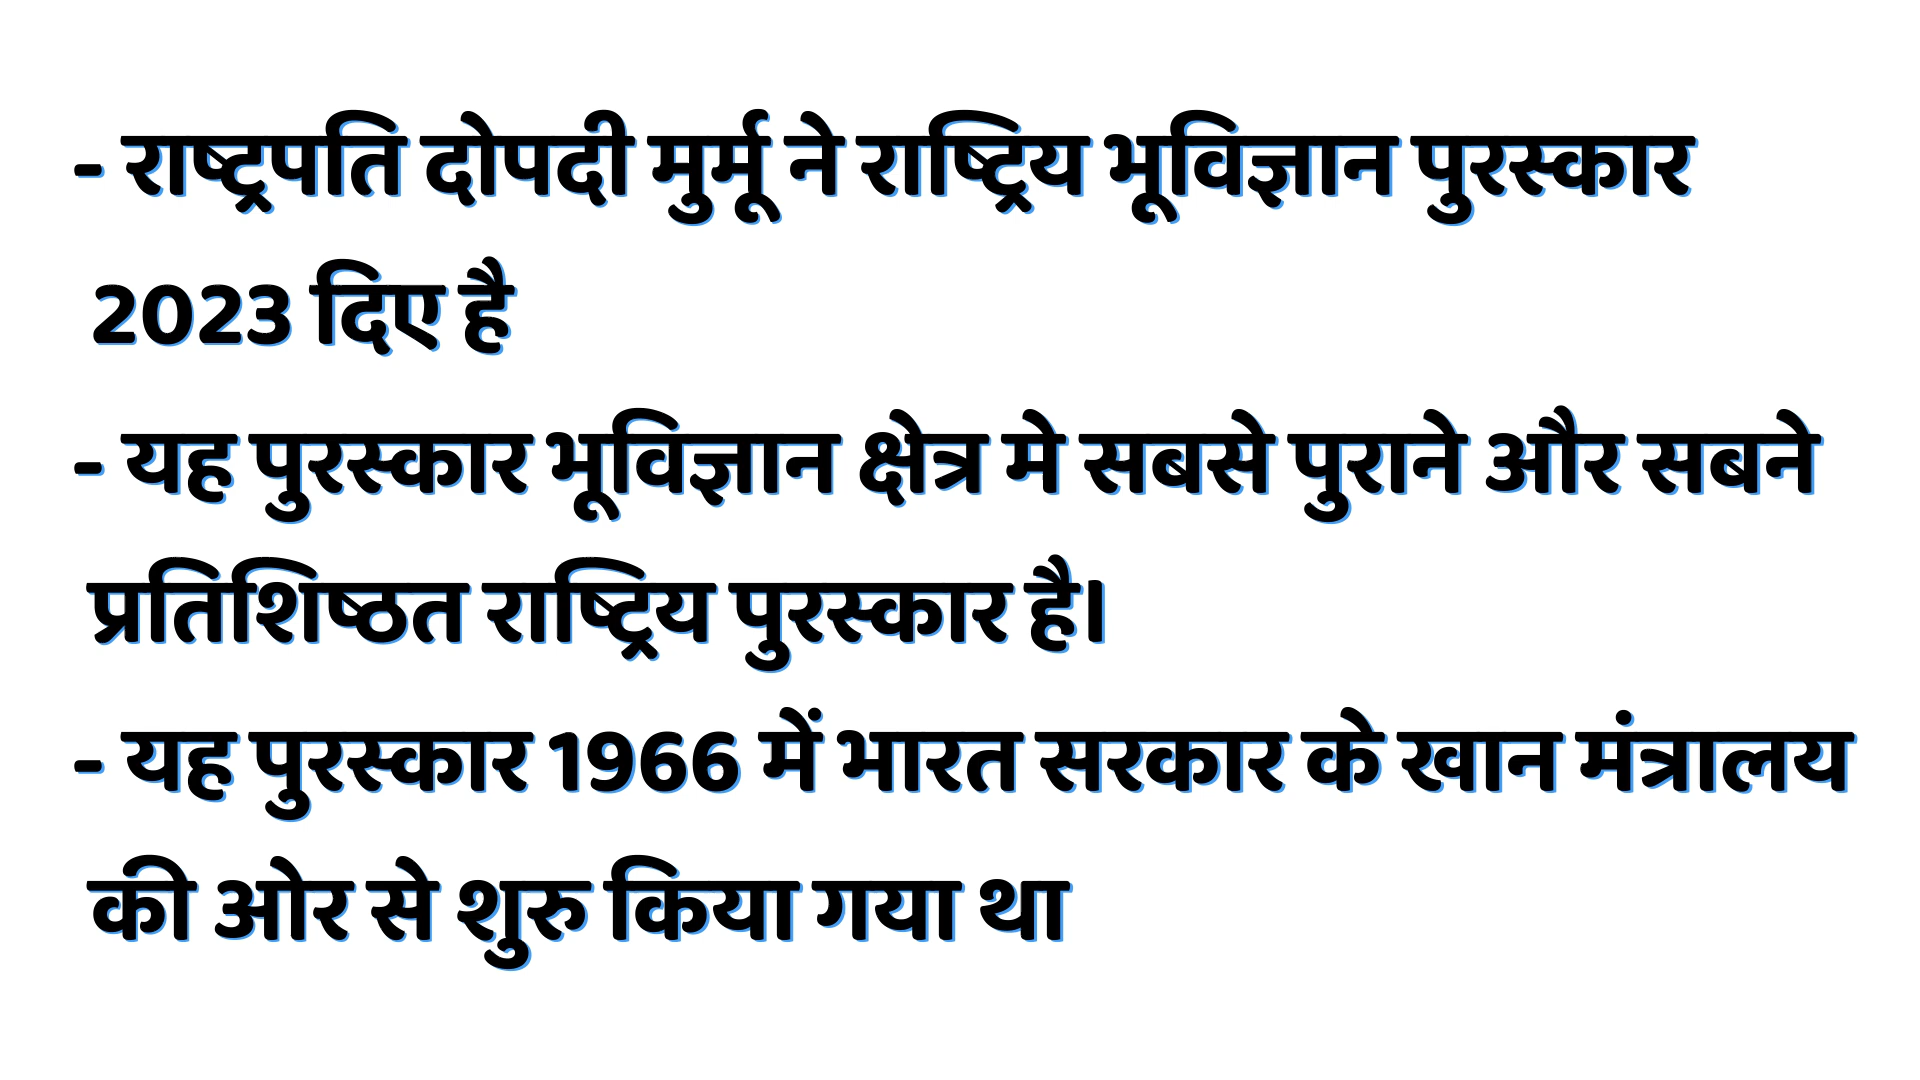 - राष्ट्रपति दोपदी मुर्मू ने राष्ट्रिय भूविज्ञान पुरस्कार
2023 दिए है
- यह पुरस्कार भूविज्ञान क्षेत्र मे सबसे पुराने और सबने
प्रतिशिष्ठत राष्ट्रिय पुरस्कार है।
- यह पुरस्कार 1966 में भारत सरकार के खान मंत्रालय
की ओर से शुरु किया गया था